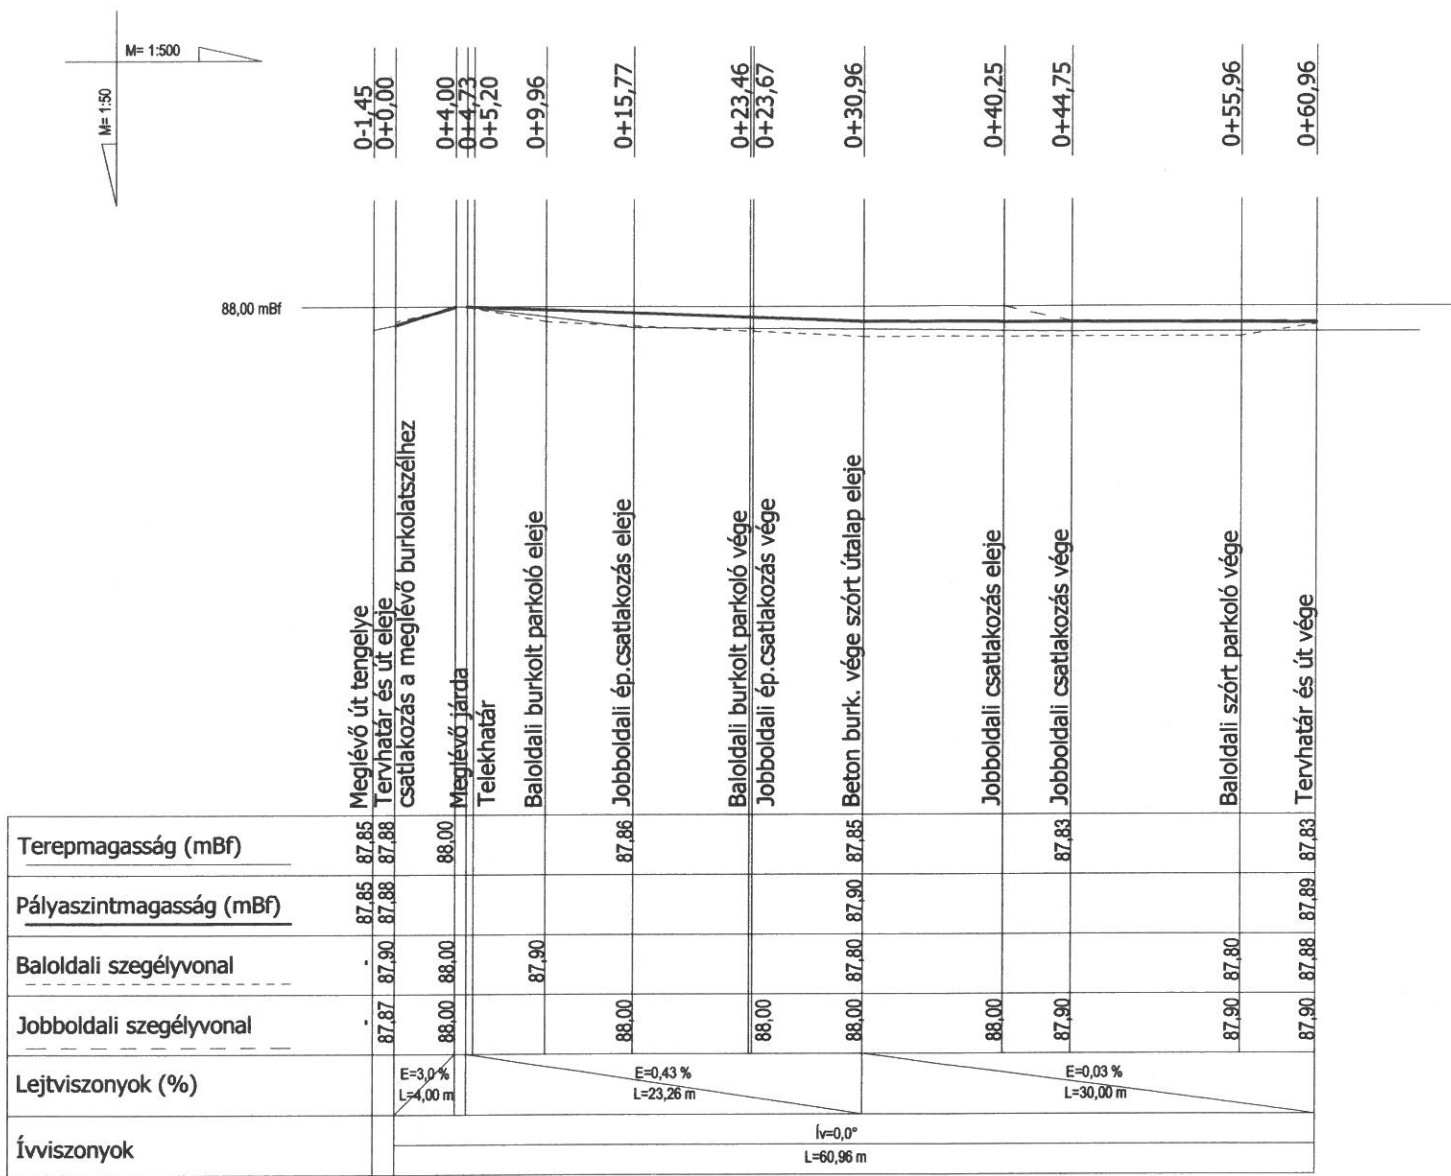 M= 1:500
M= 1:50
0-1,45
0+0,00
0+4,00
0+4,73
0+5,20
0+9,96
0+15,77
0+23,46
0+23,67
0+30,96
0+40,25
0+44,75
0+55,96
0+60,96
88,00 mBf
Meglévő út tengelye
Tervhatár és út eleje
csatlakozás a meglévő burkolatszélhez
Meglévő járda
Telekhatár
Baloldali burkolt parkoló eleje
Jobboldali ép.csatlakozás eleje
Baloldali burkolt parkoló vége
Jobboldali ép.csatlakozás vége
Beton burk. vége szórt útalap eleje
Jobboldali csatlakozás eleje
Jobboldali csatlakozás vége
Baloldali szórt parkoló vége
Tervhatár és út vége
Terepmagasság (mBf)
87,85
87,88
88,00
87,86
87,85
87,83
87,83
Pályaszintmagasság (mBf)
87,85
87,88
87,90
87,89
Baloldali szegélyvonal
-
87,90
88,00
87,90
87,80
87,80
87,88
Jobboldali szegélyvonal
-
87,87
88,00
88,00
88,00
88,00
88,00
87,90
87,90
87,90
Lejtviszonyok (%)
E=3,0 %
L=4,00 m
E=0,43 %
L=23,26 m
E=0,03 %
L=30,00 m
Ívviszonyok
Ív=0,0°
L=60,96 m